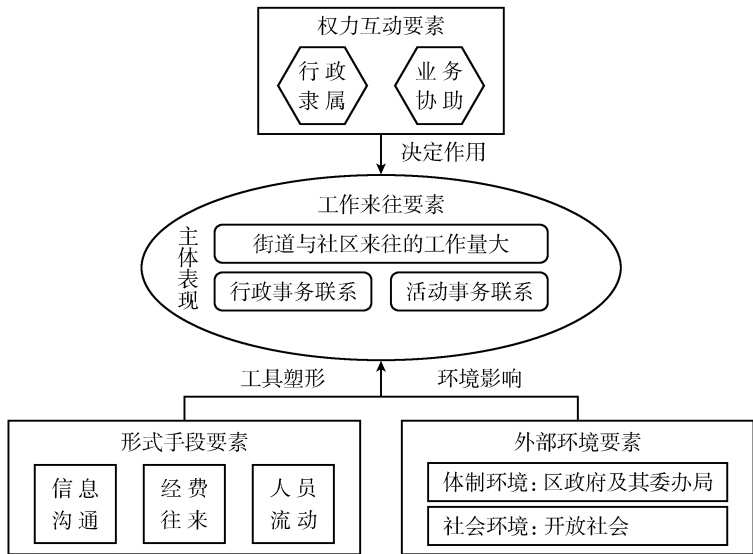 权力互动要素
行政
隶属
业务
协助
决定作用
工作来往要素
主体表现
街道与社区来往的工作量大
行政事务联系
活动事务联系
工具塑形
环境影响
形式手段要素
信息
沟通
经费
往来
人员
流动
外部环境要素
体制环境：区政府及其委办局
社会环境：开放社会